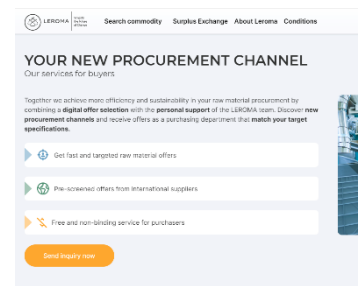 LEROMA Search commodity Surplus Exchange About Leroma Conditions
YOUR NEW PROCUREMENT CHANNEL
Our services for buyers
Together we achieve more efficiency and sustainability in your raw material procurement by
combining a digital offer selection with the personal support of the LEROMA team. Discover new
procurement channels and receive offers as a purchasing department that match your target
specifications.
Get fast and targeted raw material offers
Pre-screened offers from International suppliers
Free and non-binding service for purchasers
Send inquiry now